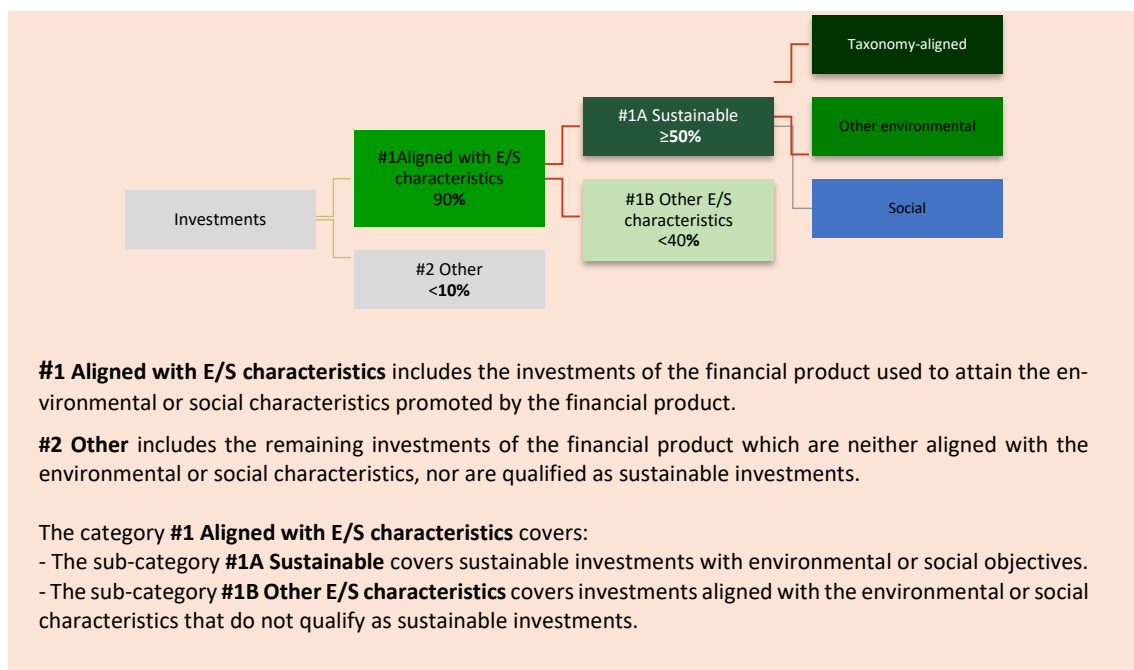 Taxonomy-aligned
#1A Sustainable
≥50%
Other environmental
#1Aligned with E/S
characteristics
90%
#1B Other E/S
characteristics
<40%
Social
Investments
#2 Other
<10%
#1 Aligned with E/S characteristics includes the investments of the financial product used to attain the en-
vironmental or social characteristics promoted by the financial product.
#2 Other includes the remaining investments of the financial product which are neither aligned with the
environmental or social characteristics, nor are qualified as sustainable investments.
The category #1 Aligned with E/S characteristics covers:
- The sub-category #1A Sustainable covers sustainable investments with environmental or social objectives.
- The sub-category #1B Other E/S characteristics covers investments aligned with the environmental or social
characteristics that do not qualify as sustainable investments.